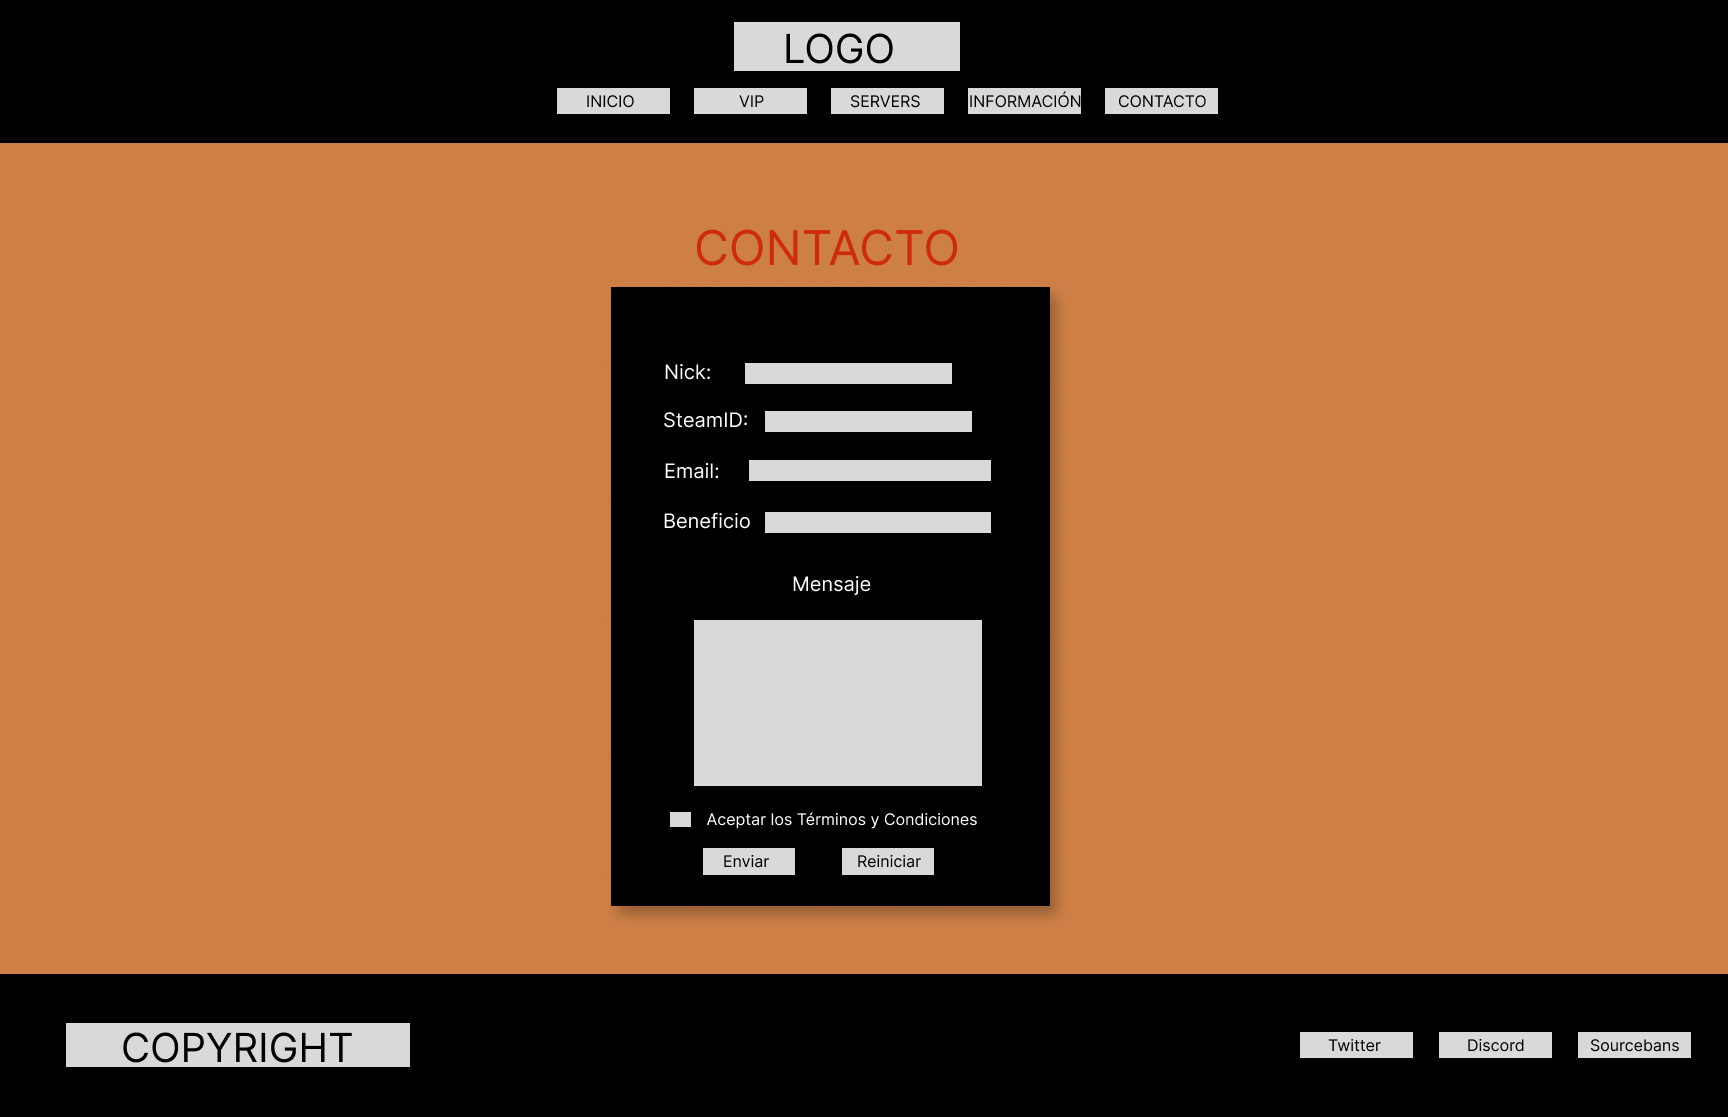 LOGO
INICIO VIP SERVERS INFORMACIÓN CONTACTO
CONTACTO
Nick:
SteamID:
Email:
Beneficio
Mensaje
Aceptar los Términos y Condiciones
Enviar Reiniciar
COPYRIGHT Twitter Discord Sourcebans